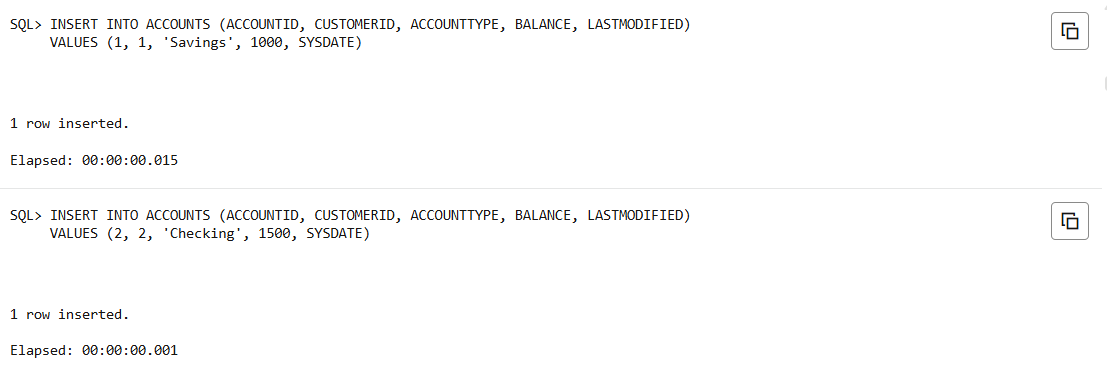 SQL> INSERT INTO ACCOUNTS (ACCOUNTID, CUSTOMERID, ACCOUNTTYPE, BALANCE, LASTMODIFIED)
VALUES (1, 1, 'Savings', 1000, SYSDATE)
1 row inserted.
Elapsed: 00:00:00.015
SQL> INSERT INTO ACCOUNTS (ACCOUNTID, CUSTOMERID, ACCOUNTTYPE, BALANCE, LASTMODIFIED)
VALUES (2, 2, 'Checking', 1500, SYSDATE)
1 row inserted.
Elapsed: 00:00:00.001